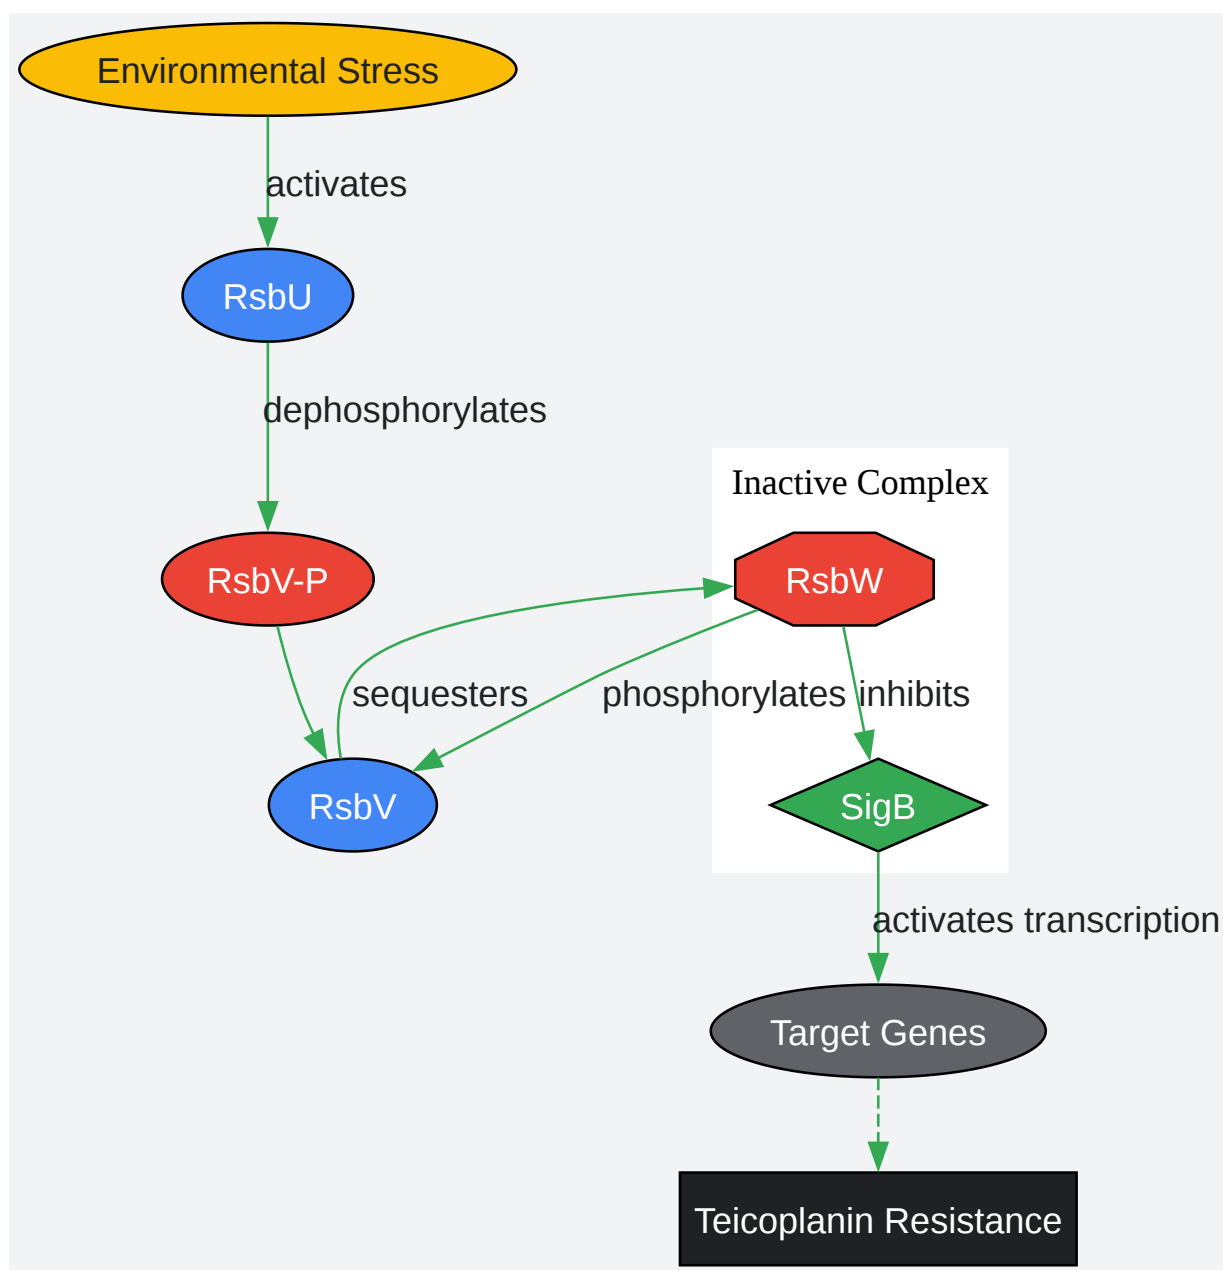 Environmental Stress
activates
RsbU
dephosphorylates
Inactive Complex
RsbV-P
RsbW
sequesters
phosphorylates
inhibits
RsbV
SigB
activates transcription
Target Genes
Teicoplanin Resistance